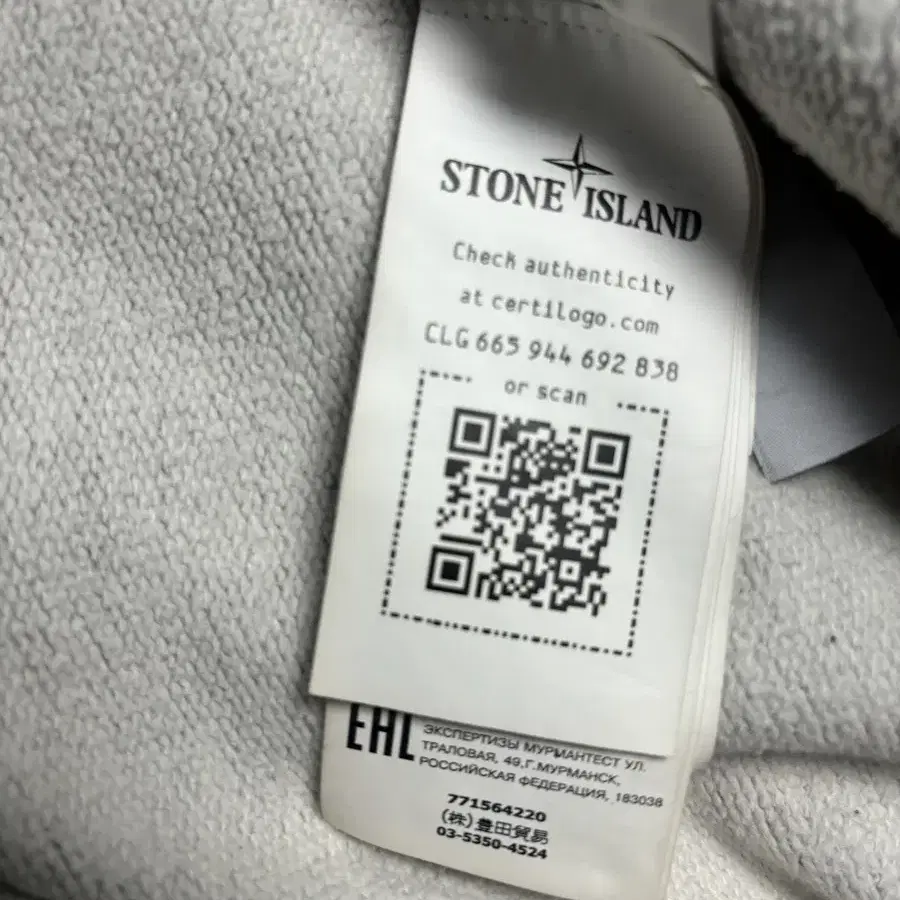 STONE ISLAND
Check authenticity
at certilogo.com
CLG 665 944 692 838
or scan
EAC
ЭКСПЕРТИЗЫ МУРМАНТЕСТ УЛ.
ТРАЛОВАЯ, 49,Г.МУРМАНСК,
РОССИЙСКАЯ ФЕДЕРАЦИЯ, 183038
771564220
(株)豊田貿易
03-5350-4524